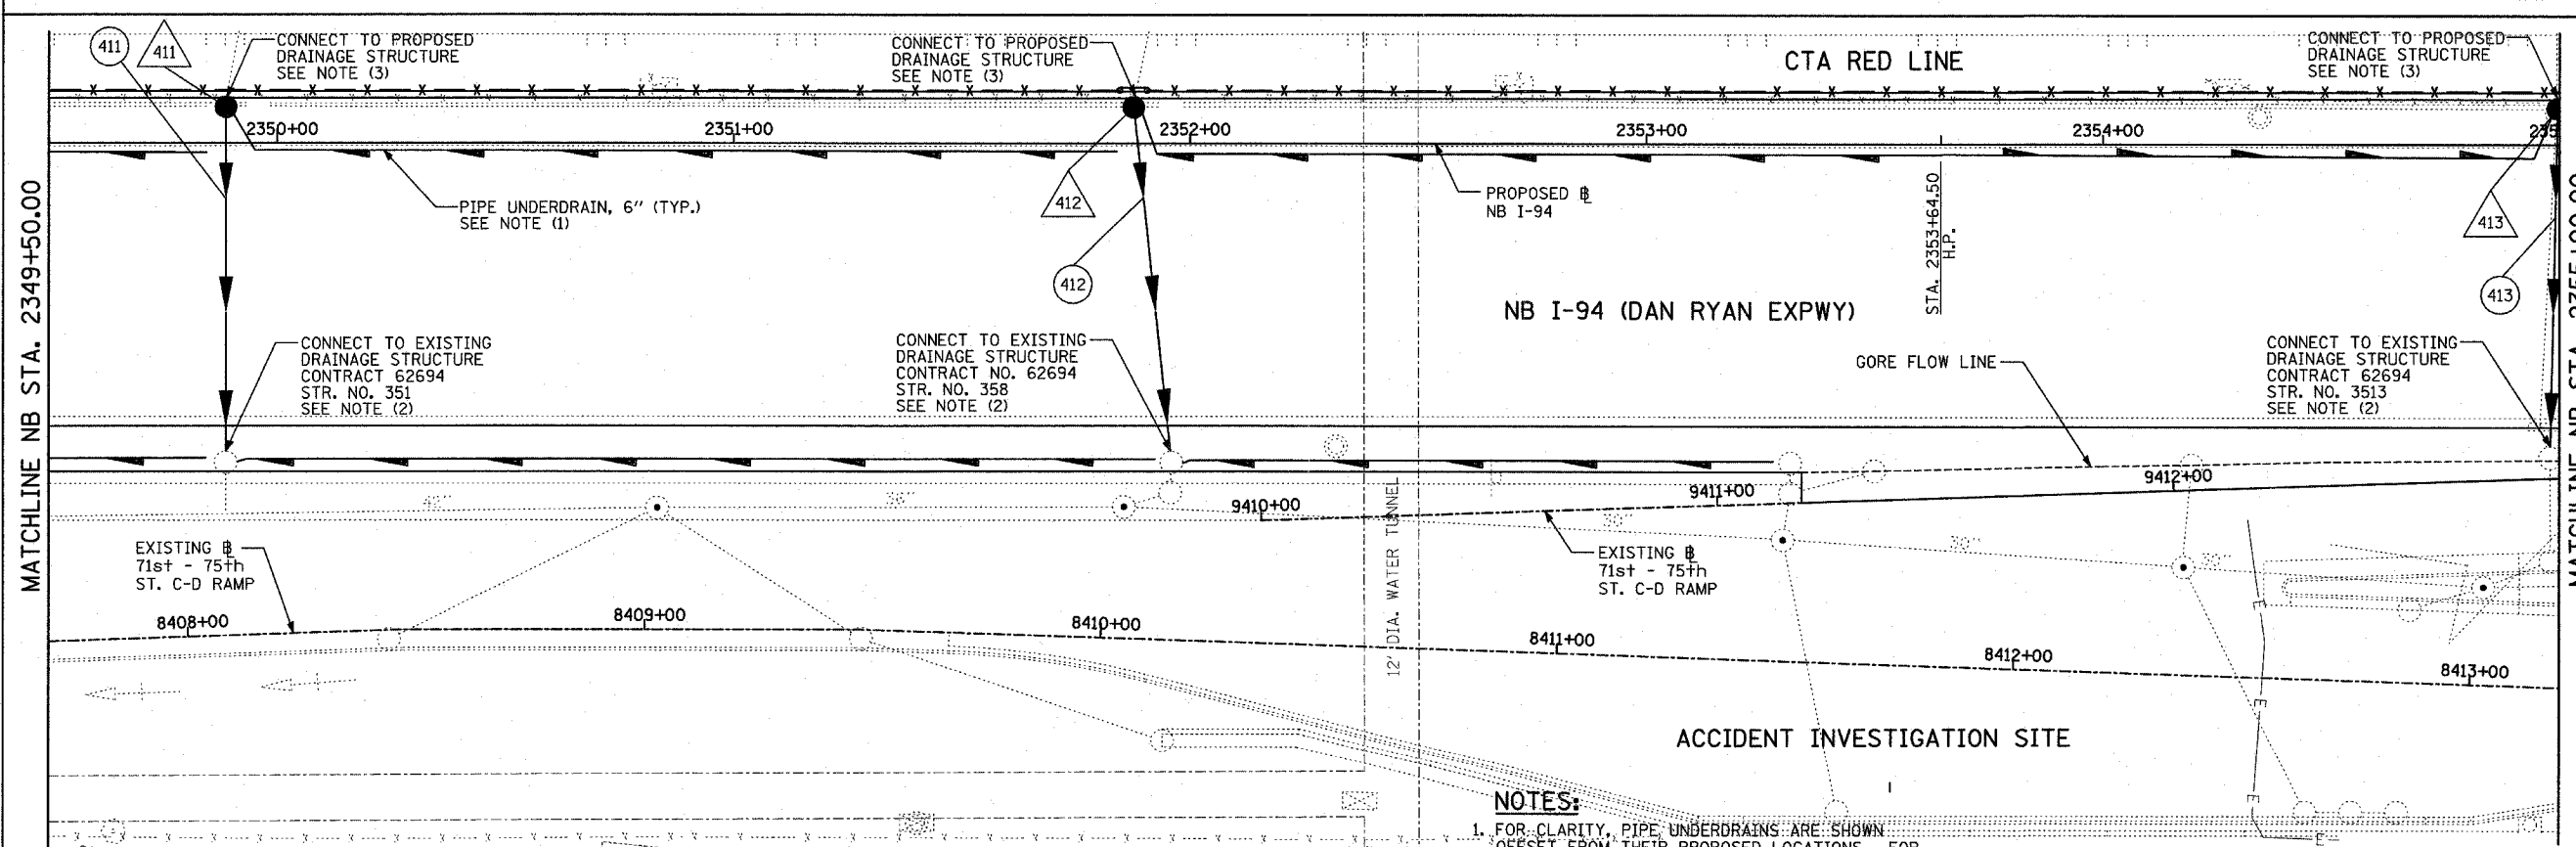 411
411
CONNECT TO PROPOSED
DRAINAGE STRUCTURE
SEE NOTE (3)
CONNECT TO PROPOSED
DRAINAGE STRUCTURE
SEE NOTE (3)
CTA RED LINE
CONNECT TO PROPOSED
DRAINAGE STRUCTURE
SEE NOTE (3)
2350+00
2351+00
2352+00
2353+00
2354+00
235
MATCHLINE NB STA. 2349+50.00
PIPE UNDERDRAIN, 6" (TYP.)
SEE NOTE (1)
412
412
PROPOSED B
NB I-94
STA. 2353+64.50
H.P.
413
413
NB I-94 (DAN RYAN EXPWY)
CONNECT TO EXISTING
DRAINAGE STRUCTURE
CONTRACT 62694
STR. NO. 351
SEE NOTE (2)
CONNECT TO EXISTING
DRAINAGE STRUCTURE
CONTRACT NO. 62694
STR. NO. 358
SEE NOTE (2)
GORE FLOW LINE
CONNECT TO EXISTING
DRAINAGE STRUCTURE
CONTRACT 62694
STR. NO. 3513
SEE NOTE (2)
36"
9410+00
9411+00
9412+00
12' DIA. WATER TUNNEL
EXISTING B
71st - 75th
ST. C-D RAMP
EXISTING B
71st - 75th
ST. C-D RAMP
8408+00
8409+00
8410+00
8411+00
8412+00
8413+00
E
E
E
E
ACCIDENT INVESTIGATION SITE
NOTES:
1. FOR CLARITY, PIPE UNDERDRAINS ARE SHOWN
OFFSET FROM THEIR PROPOSED LOCATIONS. FOR